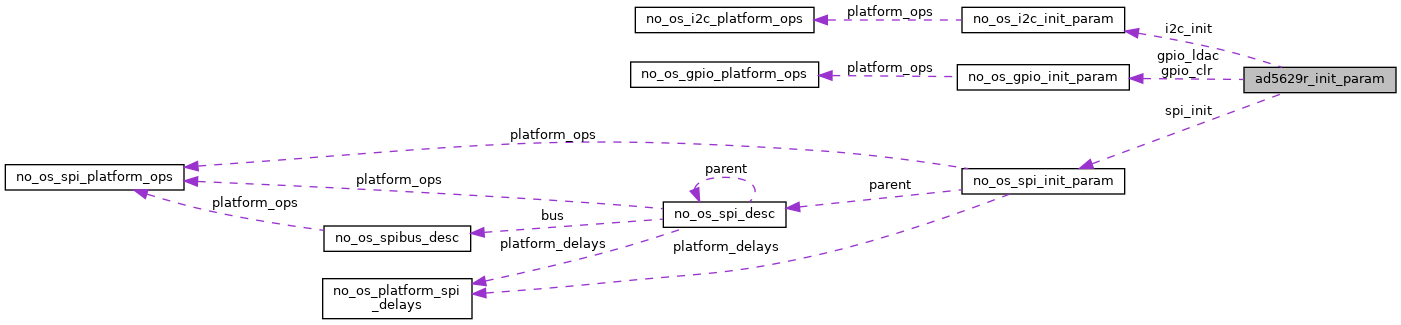 no_os_i2c_platform_ops
platform_ops
no_os_i2c_init_param
i2c_init
no_os_gpio_platform_ops
platform_ops
no_os_gpio_init_param
gpio_ldac
gpio_clr
ad5629r_init_param
spi_init
platform_ops
no_os_spi_platform_ops
platform_ops
parent
parent
no_os_spi_init_param
platform_ops
bus
no_os_spi_desc
no_os_spibus_desc
platform_delays
platform_delays
no_os_platform_spi
_delays